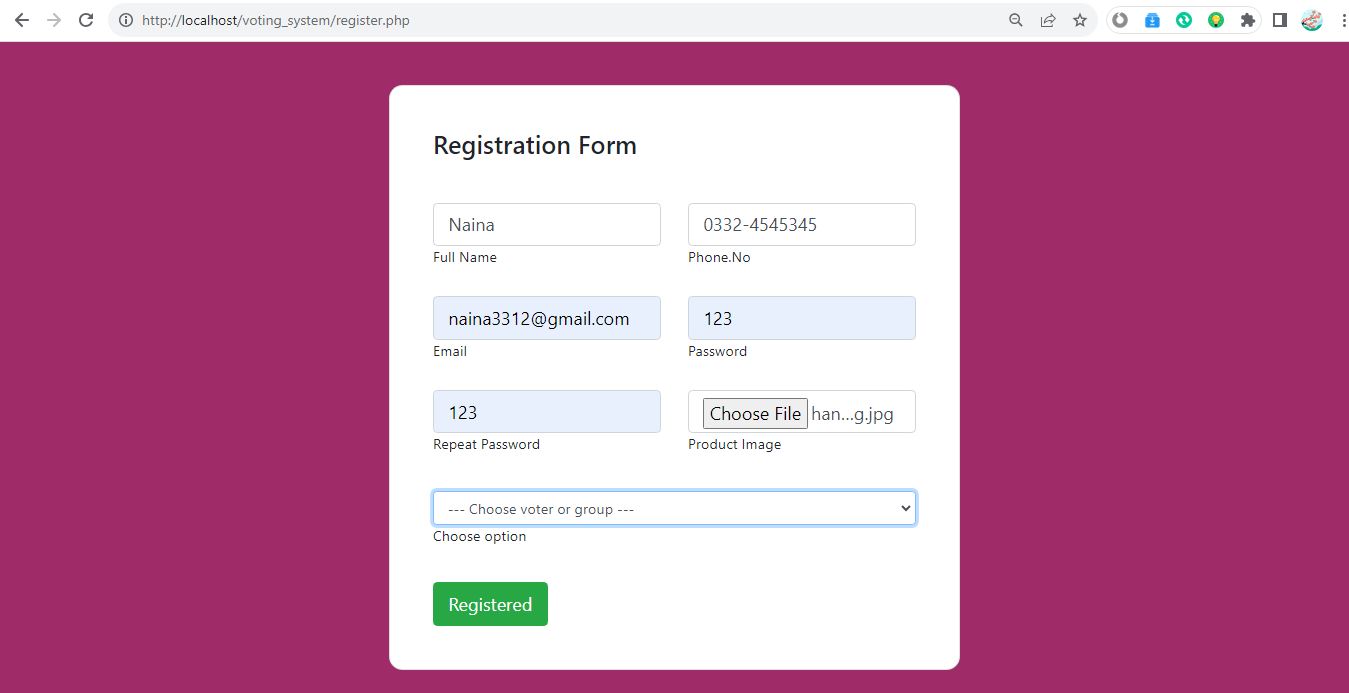 http://localhost/voting_system/register.php
Registration Form
Naina 0332-4545345
Full Name Phone.No
naina3312@gmail.com 123
Email Password
123 Choose File han...g.jpg
Repeat Password Product Image
--- Choose voter or group ---
Choose option
Registered